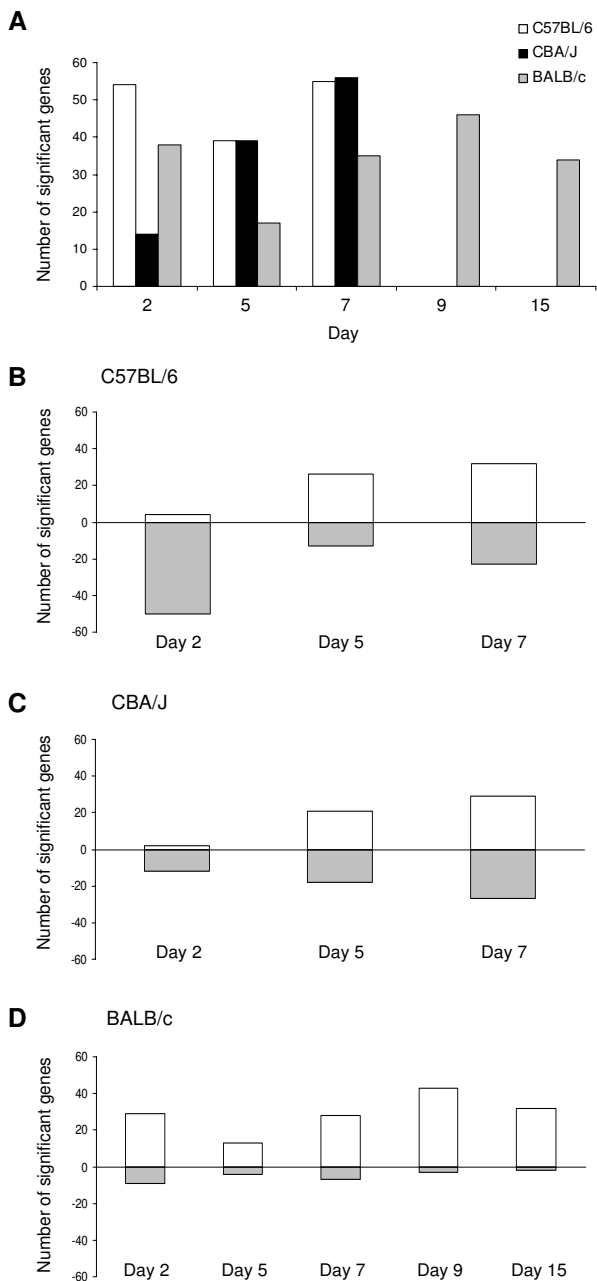 A
C57BL/6
CBA/J
BALB/c
Number of significant genes
60
50
40
30
20
10
0
2 5 7 9 15
Day
B
C57BL/6
Number of significant genes
60
40
20
0
-20
-40
-60
Day 2 Day 5 Day 7
C
CBA/J
Number of significant genes
60
40
20
0
-20
-40
-60
Day 2 Day 5 Day 7
D
BALB/c
Number of significant genes
60
40
20
0
-20
-40
-60
Day 2 Day 5 Day 7 Day 9 Day 15